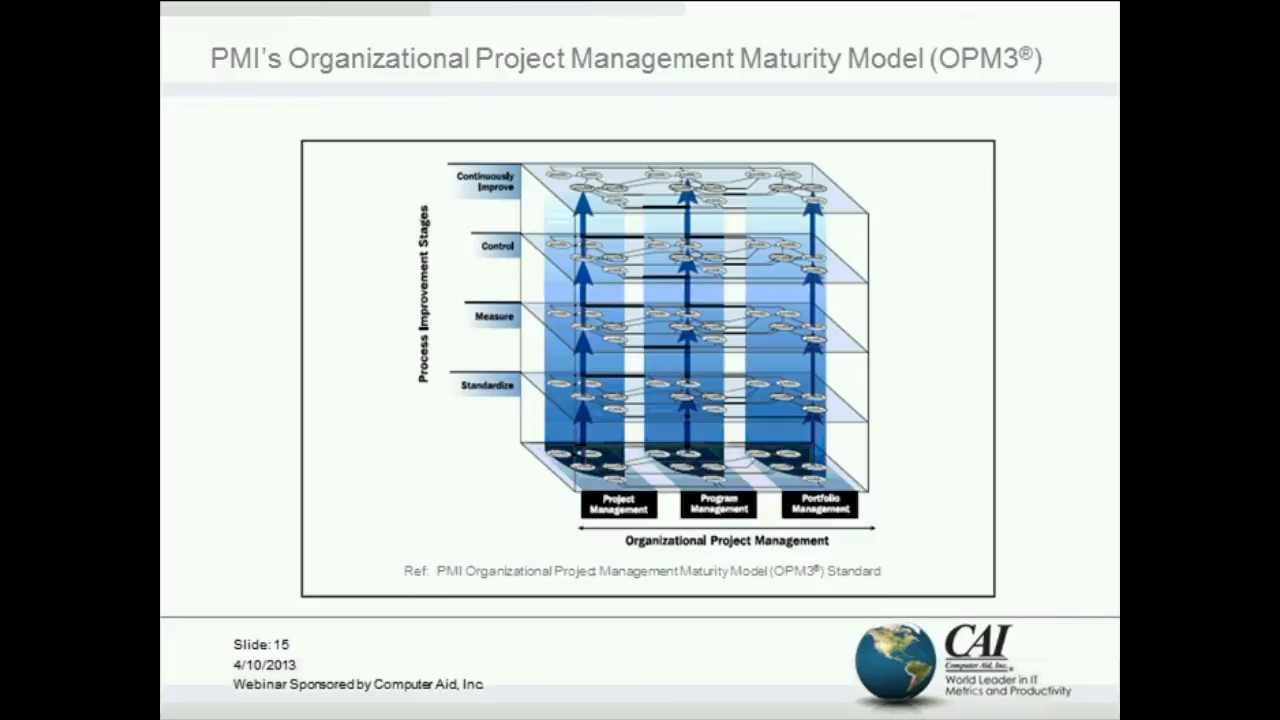 PMI's Organizational Project Management Maturity Model (OPM3®)
Continuously
Improve
Control
Measure
Standardize
Process Improvement Stages
Project
Management
Program
Management
Portfolio
Management
Organizational Project Management
Ref: PMI Organizational Project Management Maturity Model (OPM3®) Standard
Slide: 15
4/10/2013
Webinar Sponsored by Computer Aid, Inc.
CAI
Computer Aid, Inc.
World Leader in IT
Metrics and Productivity